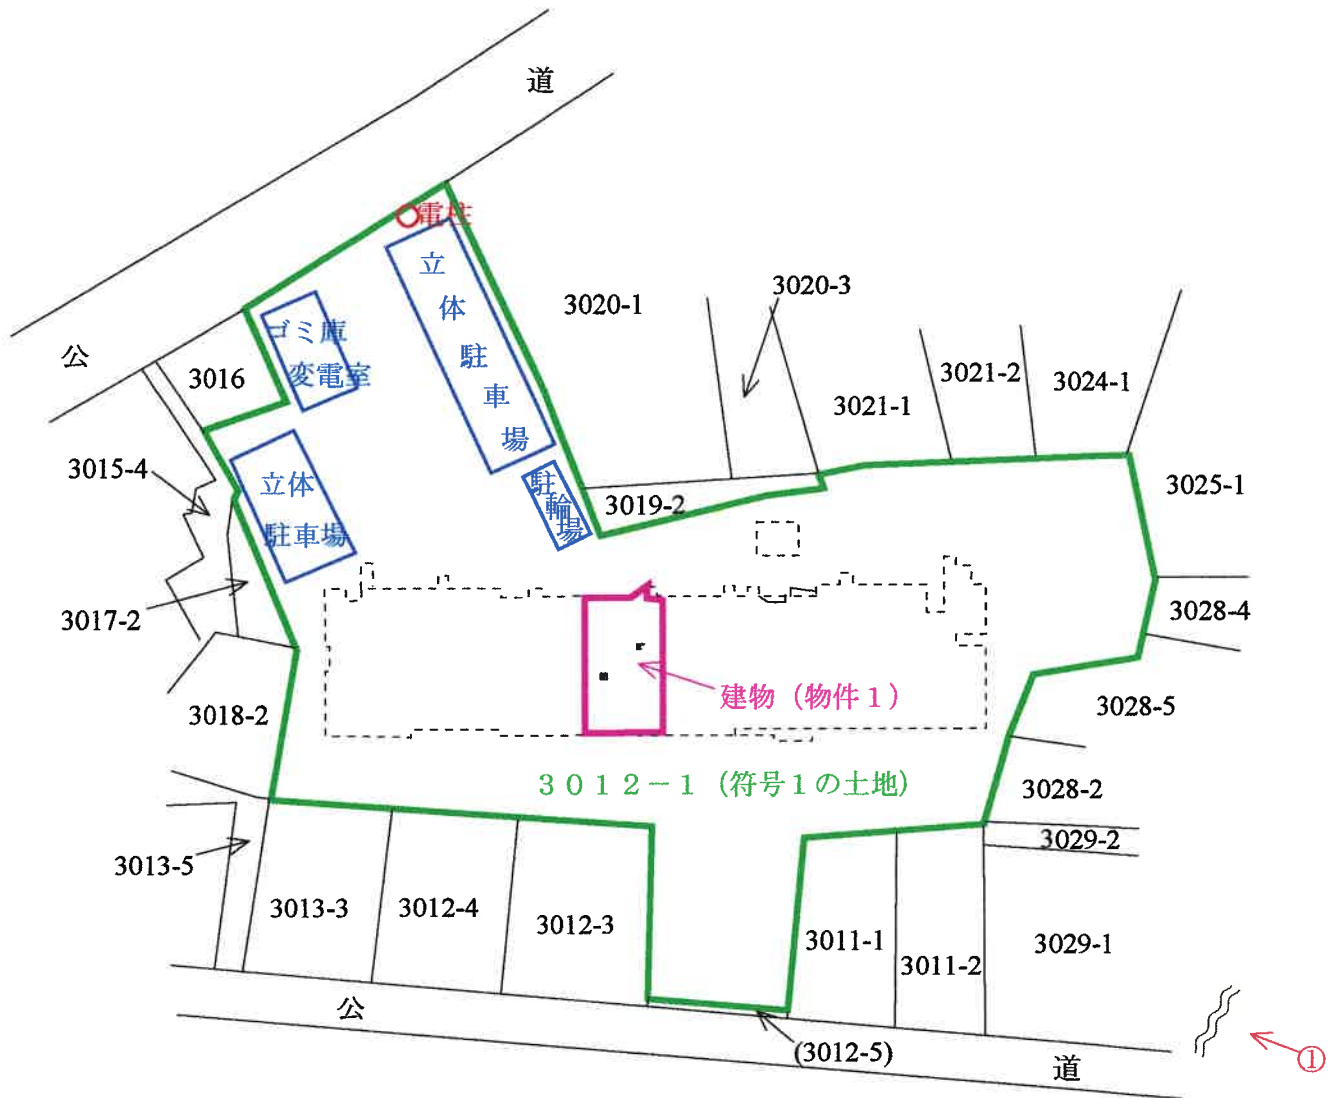 道
公
電柱
立
体
駐
車
場
ゴミ庫
変電室
3020-1
3020-3
3016
3021-1
3021-2
3024-1
3015-4
立体
駐車場
駐
輪
場
3019-2
3025-1
3017-2
3028-4
3018-2
建物（物件１）
3028-5
３０１２－１（符号１の土地）
3028-2
3029-2
3013-5
3013-3
3012-4
3012-3
3011-1
3011-2
3029-1
公
(3012-5)
道
①